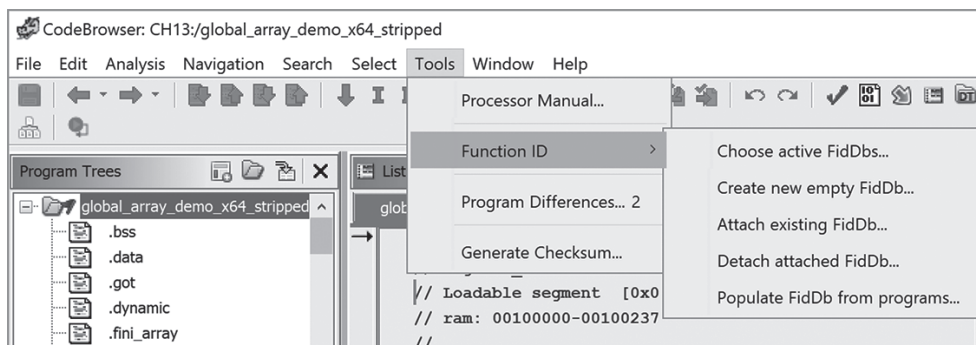 CodeBrowser: CH13:/global_array_demo_x64_stripped
File Edit Analysis Navigation Search Select Tools Window Help
Processor Manual...
Function ID >
Program Differences... 2
Generate Checksum...
Choose active FidDbs...
Create new empty FidDb...
Attach existing FidDb...
Detach attached FidDb...
Populate FidDb from programs...
Program Trees
global_array_demo_x64_stripped
.bss
.data
.got
.dynamic
.fini_array
List
glob
// Loadable segment [0x0
// ram: 00100000-00100237
//